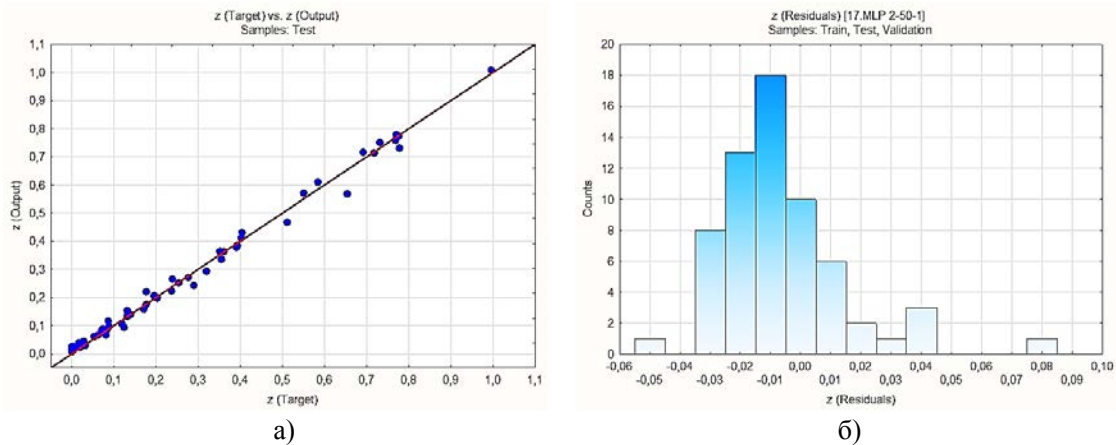 z (Target) vs. z (Output)
Samples: Test
1,1
1,0
0,9
0,8
0,7
0,6
0,5
0,4
0,3
0,2
0,1
0,0
z (Output)
0,0 0,1 0,2 0,3 0,4 0,5 0,6 0,7 0,8 0,9 1,0 1,1
z (Target)
а)
z (Residuals) [17.MLP 2-50-1]
Samples: Train, Test, Validation
20
18
16
14
12
10
8
6
4
2
0
Counts
-0,06 -0,04 -0,02 0,00 0,02 0,04 0,06 0,08 0,10
-0,05 -0,03 -0,01 0,01 0,03 0,05 0,07 0,09
z (Residuals)
б)